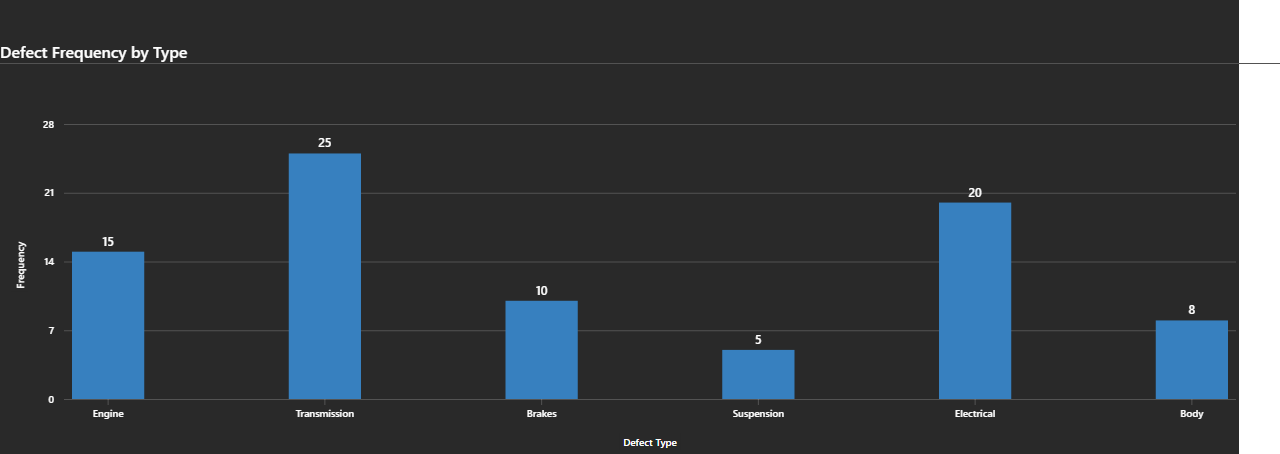 Defect Frequency by Type
28
21
14
7
0
Frequency
15
25
10
5
20
8
Engine
Transmission
Brakes
Suspension
Electrical
Body
Defect Type